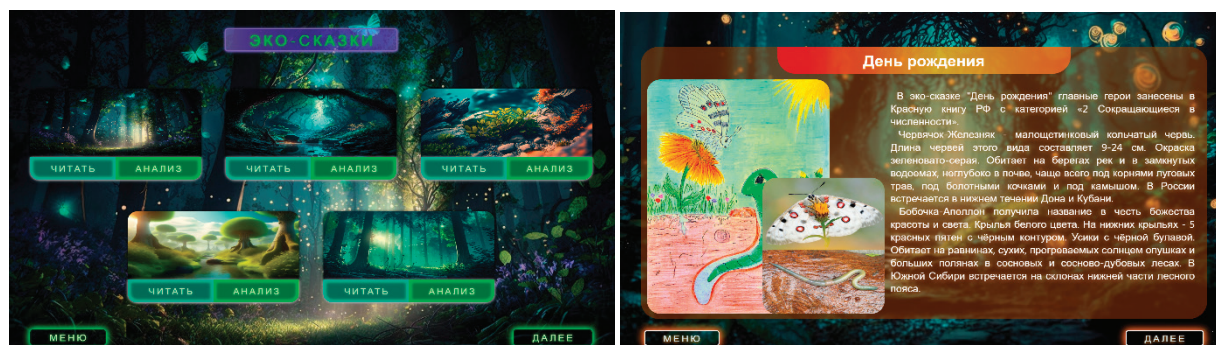 ЭКО-СКАЗКИ
ЧИТАТЬ АНАЛИЗ
ЧИТАТЬ АНАЛИЗ
ЧИТАТЬ АНАЛИЗ
ЧИТАТЬ АНАЛИЗ
ЧИТАТЬ АНАЛИЗ
МЕНЮ
ДАЛЕЕ
День рождения
В эко-сказке "День рождения" главные герои занесены в
Красную книгу РФ с категорией «2 Сокращающиеся в
численности».
Червячок-Железняк - малощетинковый кольчатый червь.
Длина червей этого вида составляет 9-24 см. Окраска
зеленовато-серая. Обитает на берегах рек и в замкнутых
водоемах, неглубоко в почве, чаще всего под корнями луговых
трав, под болотными кочками и под камышом. В России
встречается в нижнем течении Дона и Кубани.
Бобочка-Аполлон получила название в честь божества
красоты и света. Крылья белого цвета. На нижних крыльях - 5
красных пятен с чёрным контуром. Усики с чёрной булавой.
Обитает на равнинах, сухих, прогреваемых солнцем опушках и
больших полянах в сосновых и сосново-дубовых лесах. В
Южной Сибири встречается на склонах нижней части лесного
пояса.
МЕНЮ
ДАЛЕЕ